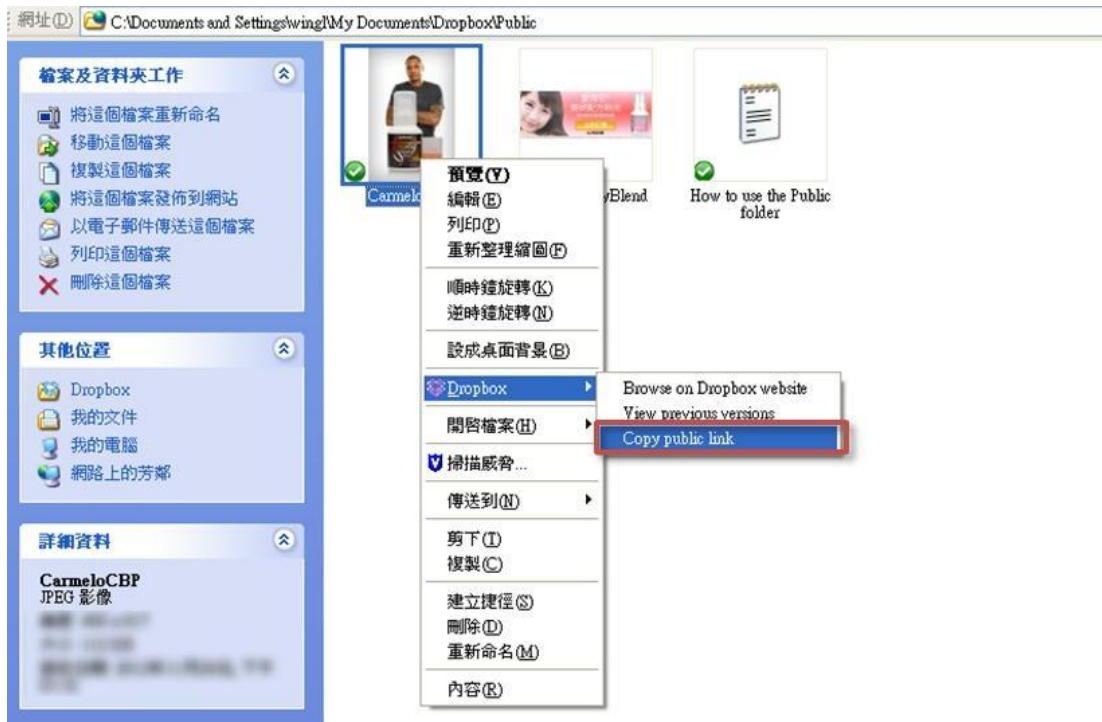 網址(D) C:\Documents and Settings\wingl\My Documents\Dropbox\Public
檔案及資料夾工作
將這個檔案重新命名
移動這個檔案
複製這個檔案
將這個檔案發佈到網站
以電子郵件傳送這個檔案
列印這個檔案
刪除這個檔案
其他位置
Dropbox
我的文件
我的電腦
網路上的芳鄰
詳細資料
CarmeloCBP
JPEG 影像
yBlend
How to use the Public
folder
預覽(V)
編輯(E)
列印(P)
重新整理縮圖(F)
順時鐘旋轉(K)
逆時鐘旋轉(N)
設成桌面背景(B)
Dropbox
開啓檔案(H)
掃描威脅...
傳送到(N)
剪下(T)
複製(C)
建立捷徑(S)
刪除(D)
重新命名(M)
內容(R)
Browse on Dropbox website
View previous versions
Copy public link